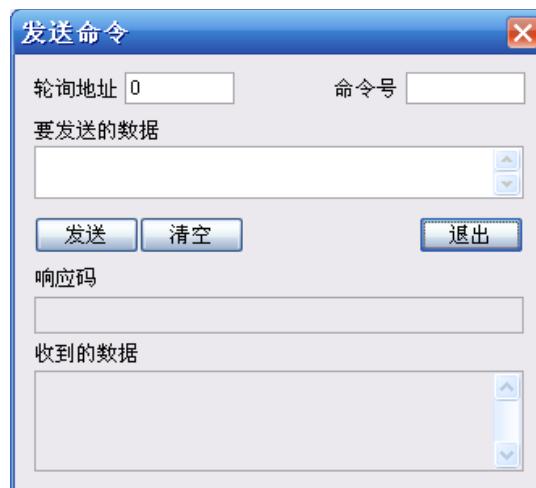 发送命令
轮询地址 0 命令号
要发送的数据
发送 清空 退出
响应码
收到的数据